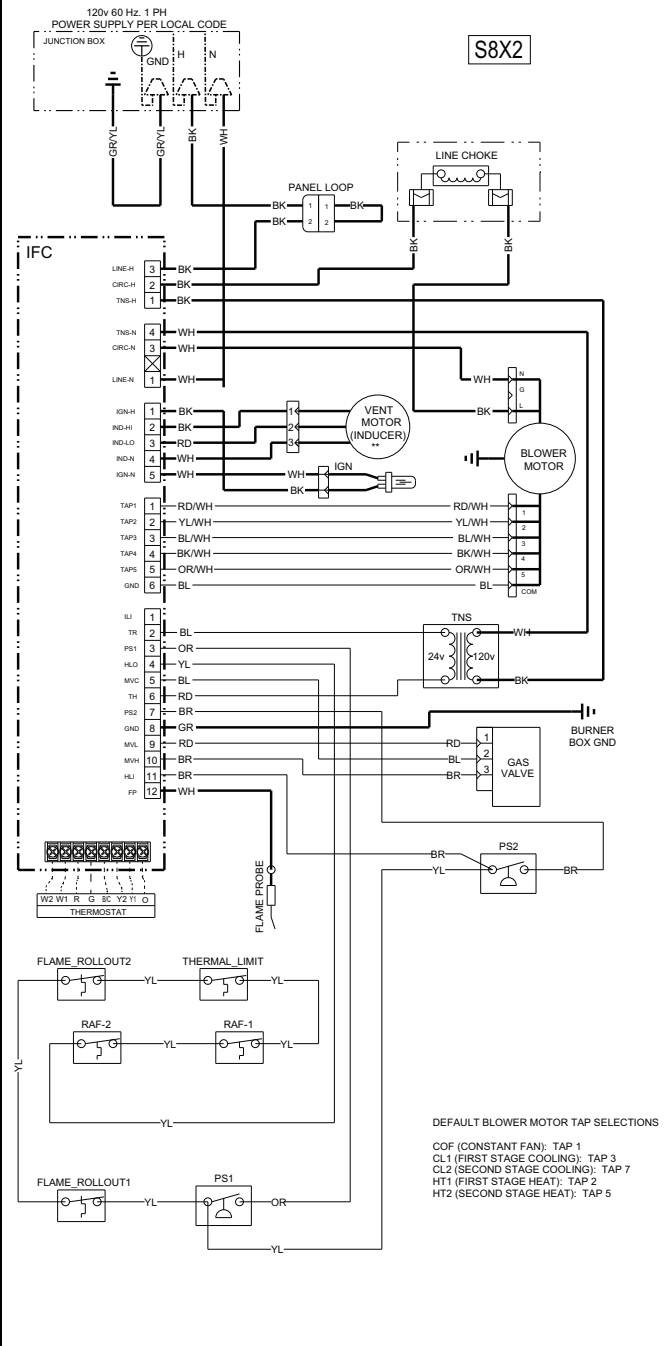 120v 60 Hz. 1 PH
POWER SUPPLY PER LOCAL CODE
JUNCTION BOX
GND
H
N
S8X2
GR/YL
GR/YL
BK
WH
LINE CHOKE
PANEL LOOP
BK 1 1 BK
BK 2 2
BK
BK
IFC
LINE-H 3 BK
CIRC-H 2 BK
TNS-H 1 BK
TNS-N 4 WH
CIRC-N 3 WH
LINE-N 1 WH
WH N
G
BK L
IGN-H 1 BK
IND-HI 2 BK
IND-LO 3 RD
IND-N 4 WH
IGN-N 5 WH
1
2
3
VENT
MOTOR
(INDUCER)
**
WH IGN
BK
BLOWER
MOTOR
TAP1 1 RD/WH RD/WH 1
TAP2 2 YL/WH YL/WH 2
TAP3 3 BL/WH BL/WH 3
TAP4 4 BK/WH BK/WH 4
TAP5 5 OR/WH OR/WH 5
GND 6 BL BL COM
ILI 1
TR 2 BL
PS1 3 OR
HLO 4 YL
MVC 5 BL
TH 6 RD
PS2 7 BR
GND 8 GR
MVL 9 RD
MVH 10 BR
HLI 11 BR
FP 12 WH
TNS
24v 120v
WH
BK
BURNER
BOX GND
RD 1
BL 2
BR 3
GAS
VALVE
PS2
BR
YL
BR
FLAME PROBE
W2 W1 R G B/C Y2 Y1 O
THERMOSTAT
FLAME_ROLLOUT2 THERMAL_LIMIT
YL YL
RAF-2 RAF-1
YL YL
YL
YL
FLAME_ROLLOUT1 PS1
YL OR
YL
DEFAULT BLOWER MOTOR TAP SELECTIONS
COF (CONSTANT FAN): TAP 1
CL1 (FIRST STAGE COOLING): TAP 3
CL2 (SECOND STAGE COOLING): TAP 7
HT1 (FIRST STAGE HEAT): TAP 2
HT2 (SECOND STAGE HEAT): TAP 5